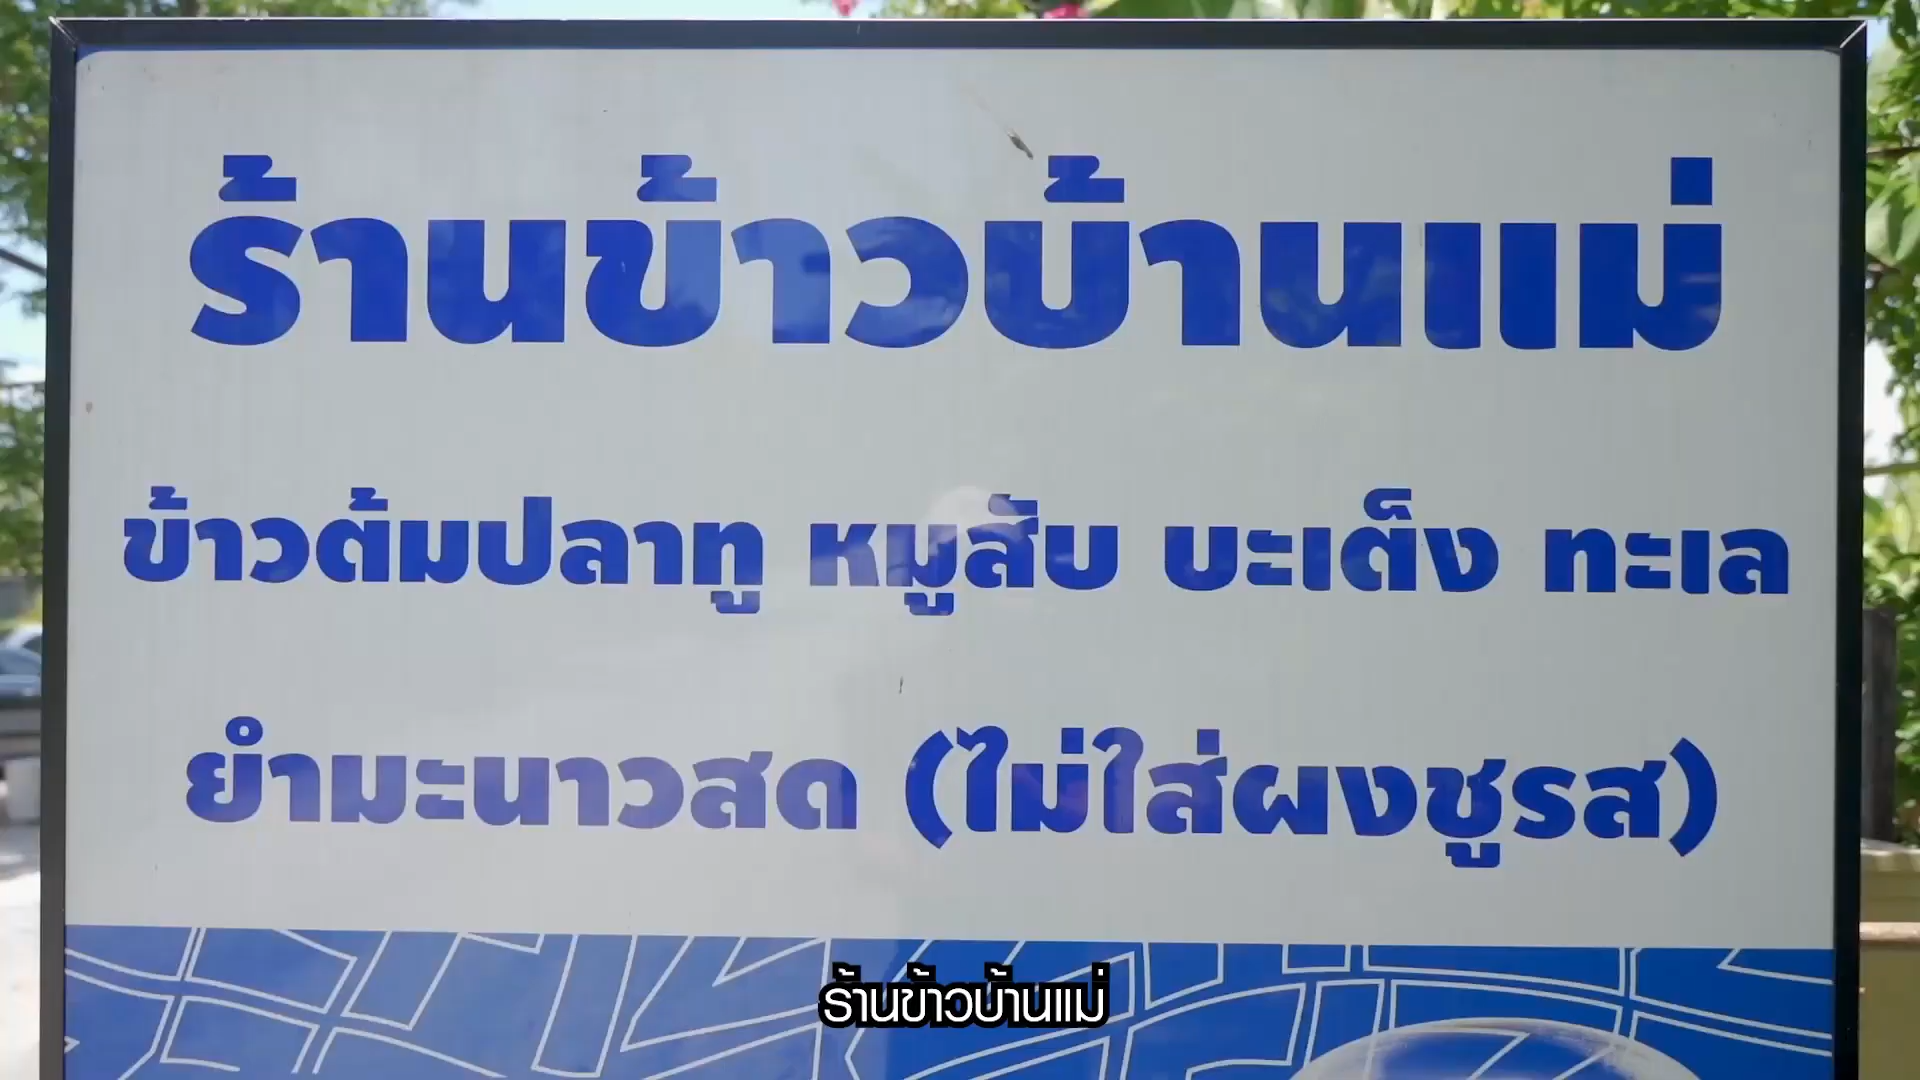 ร้านข้าวบ้านแม่
ข้าวต้มปลาทู หมูสับ บะเต็ง ทะเล
ยำมะนาวสด (ไม่ใส่ผงชูรส)
ร้านข้าวบ้านแม่